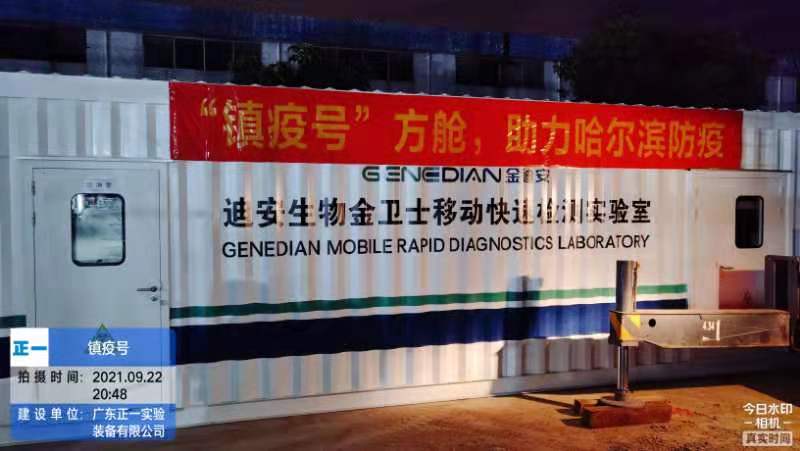 “镇疫号”方舱，助力哈尔滨防疫
GENEDIAN 金迪安
迪安生物金卫士移动快速检测实验室
GENEDIAN MOBILE RAPID DIAGNOSTICS LABORATORY
434
正一 镇疫号
拍摄时间：2021.09.22
20:48
建设单位：广东正一实验
装备有限公司
今日水印
-相机-
真实时间